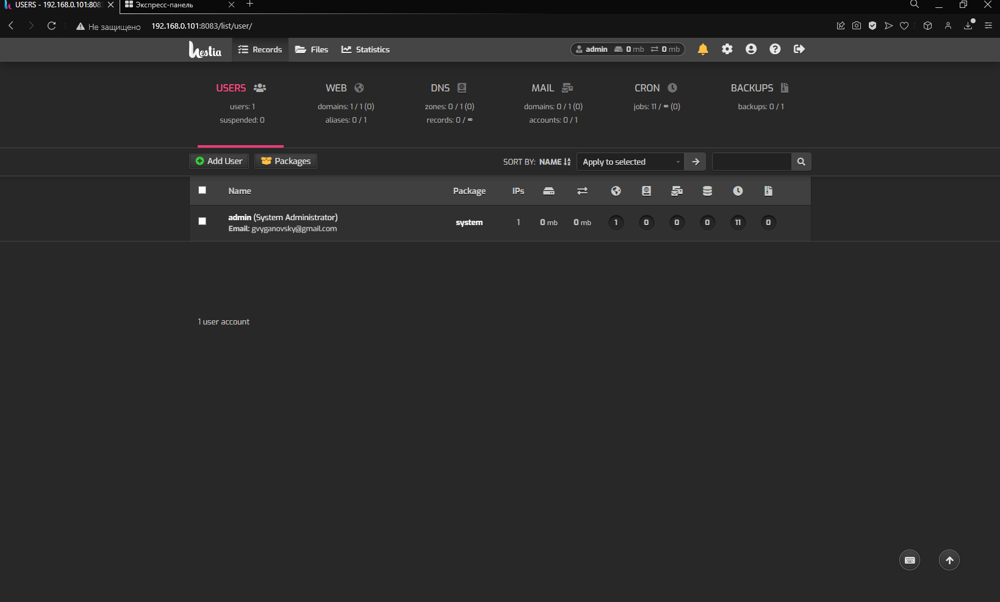 USERS - 192.168.0.101:808
Экспресс-панель
Не защищено
192.168.0.101:8083/list/user/
hestia
Records
Files
Statistics
admin 0 mb 0 mb
USERS
users: 1
suspended: 0
WEB
domains: 1 / 1 (0)
aliases: 0 / 1
DNS
zones: 0 / 1 (0)
records: 0 / ∞
MAIL
domains: 0 / 1 (0)
accounts: 0 / 1
CRON
jobs: 11 / ∞ (0)
BACKUPS
backups: 0 / 1
Add User
Packages
SORT BY: NAME
Apply to selected
Name Package IPs
admin (System Administrator)
Email: gvyganovsky@gmail.com
system 1 0 mb 0 mb 1 0 0 0 11 0
1 user account